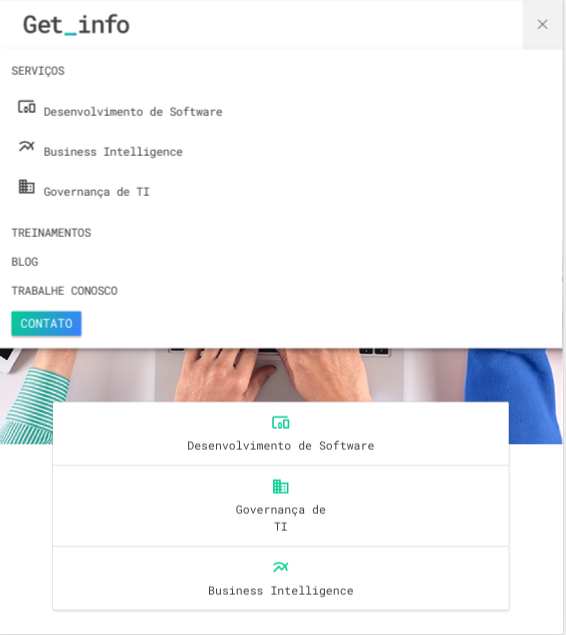 Get_info
SERVIÇOS
Desenvolvimento de Software
Business Intelligence
Governança de TI
TREINAMENTOS
BLOG
TRABALHE CONOSCO
CONTATO
Desenvolvimento de Software
Governança de
TI
Business Intelligence